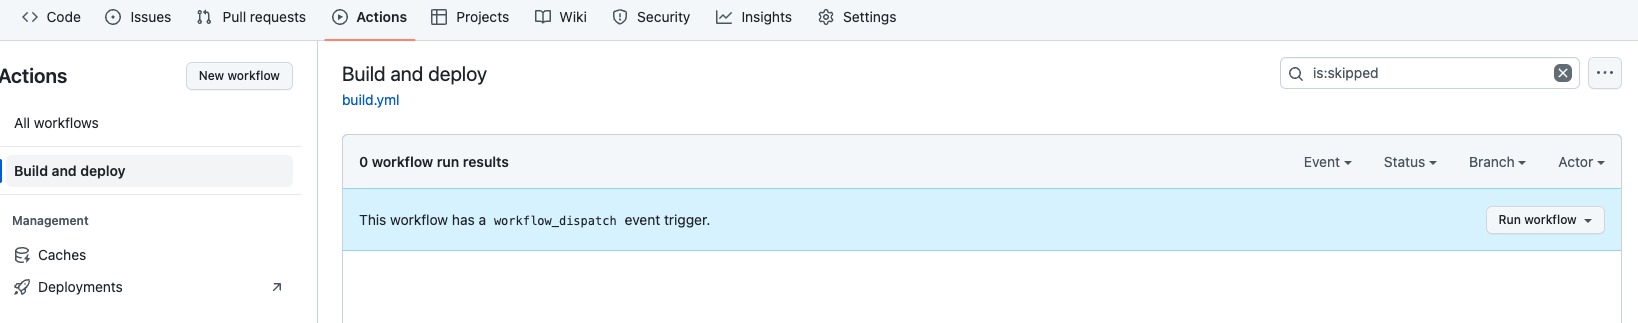 Code Issues Pull requests Actions Projects Wiki Security Insights Settings
Actions New workflow
All workflows
Build and deploy
Management
Caches
Deployments
Build and deploy
build.yml
is:skipped
0 workflow run results Event Status Branch Actor
This workflow has a workflow_dispatch event trigger. Run workflow